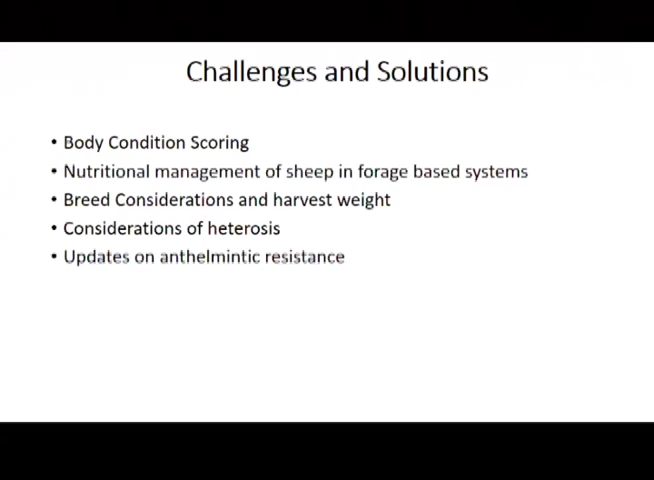 Challenges and Solutions
• Body Condition Scoring
• Nutritional management of sheep in forage based systems
• Breed Considerations and harvest weight
• Considerations of heterosis
• Updates on anthelmintic resistance